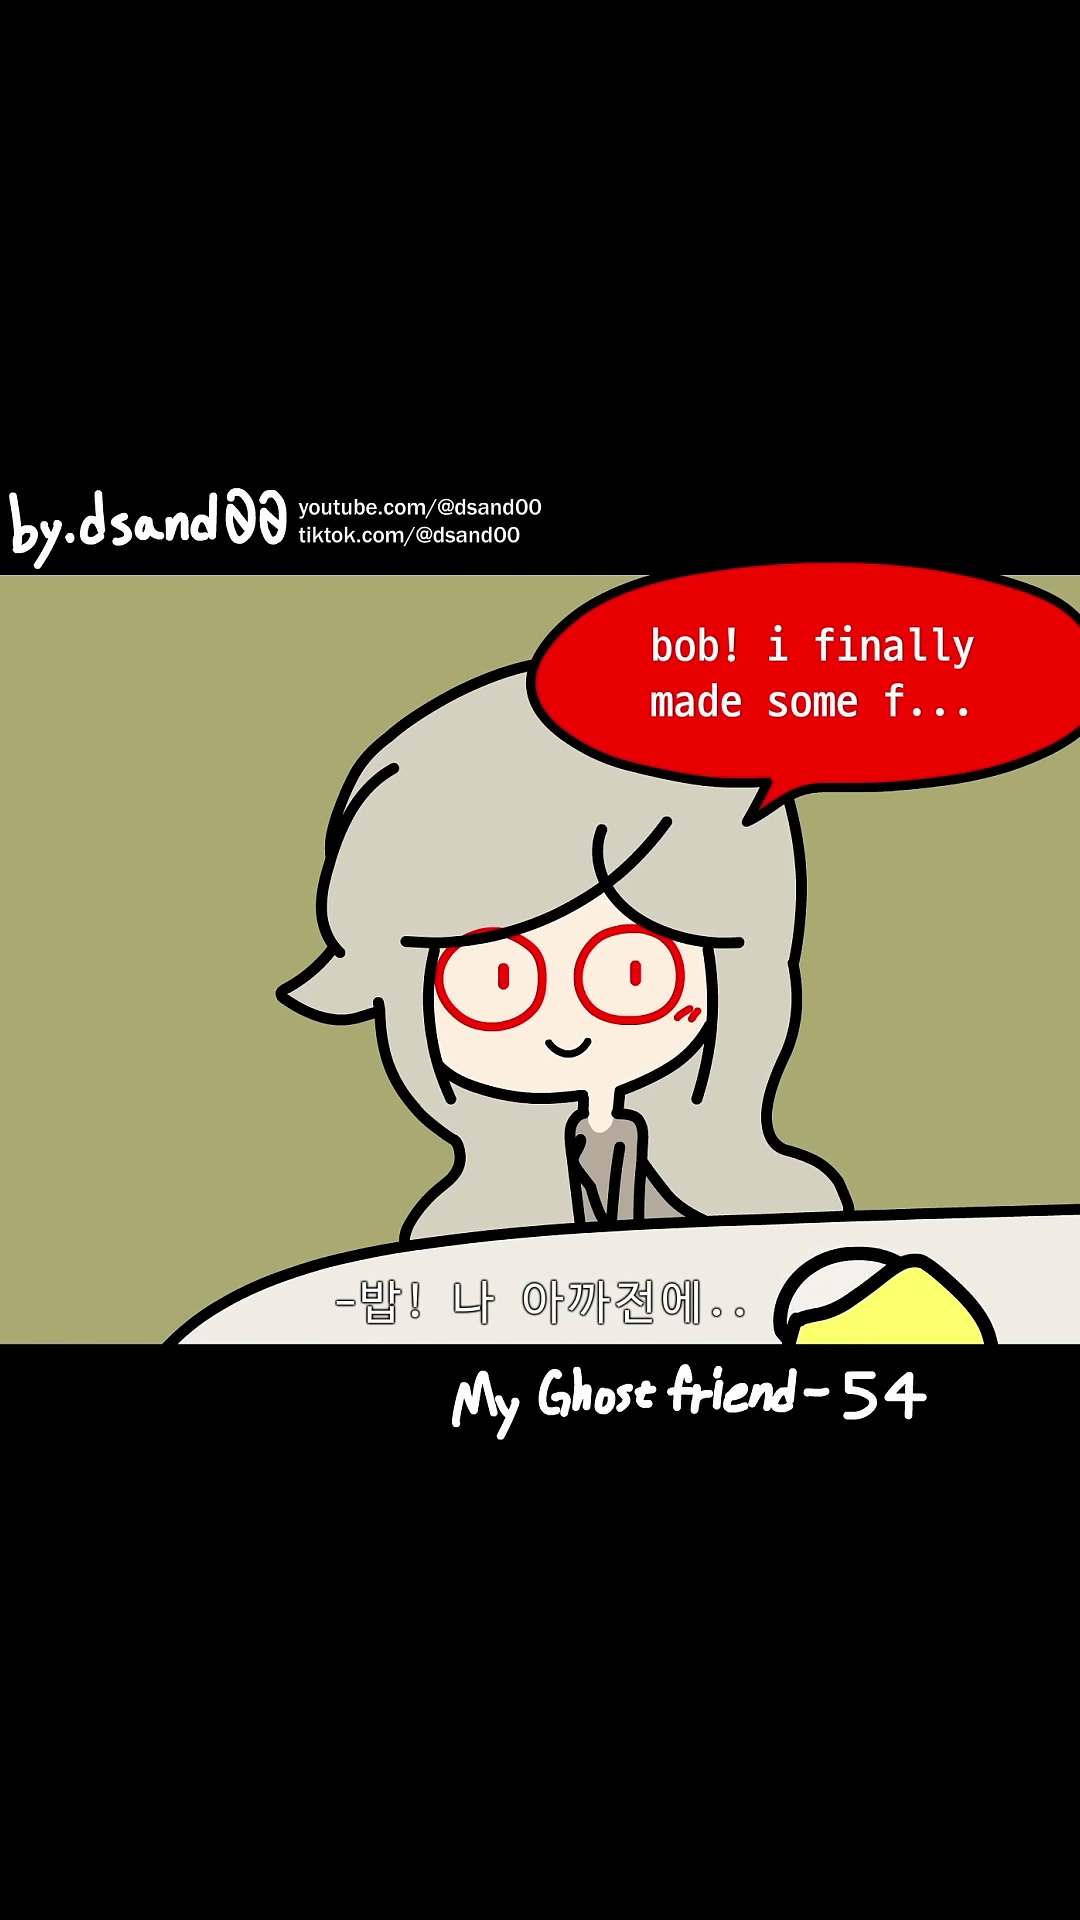 by.dsand00
youtube.com/@dsand00
tiktok.com/@dsand00
bob! i finally
made some f...
-밥! 나 아까전에..
My Ghost friend-54